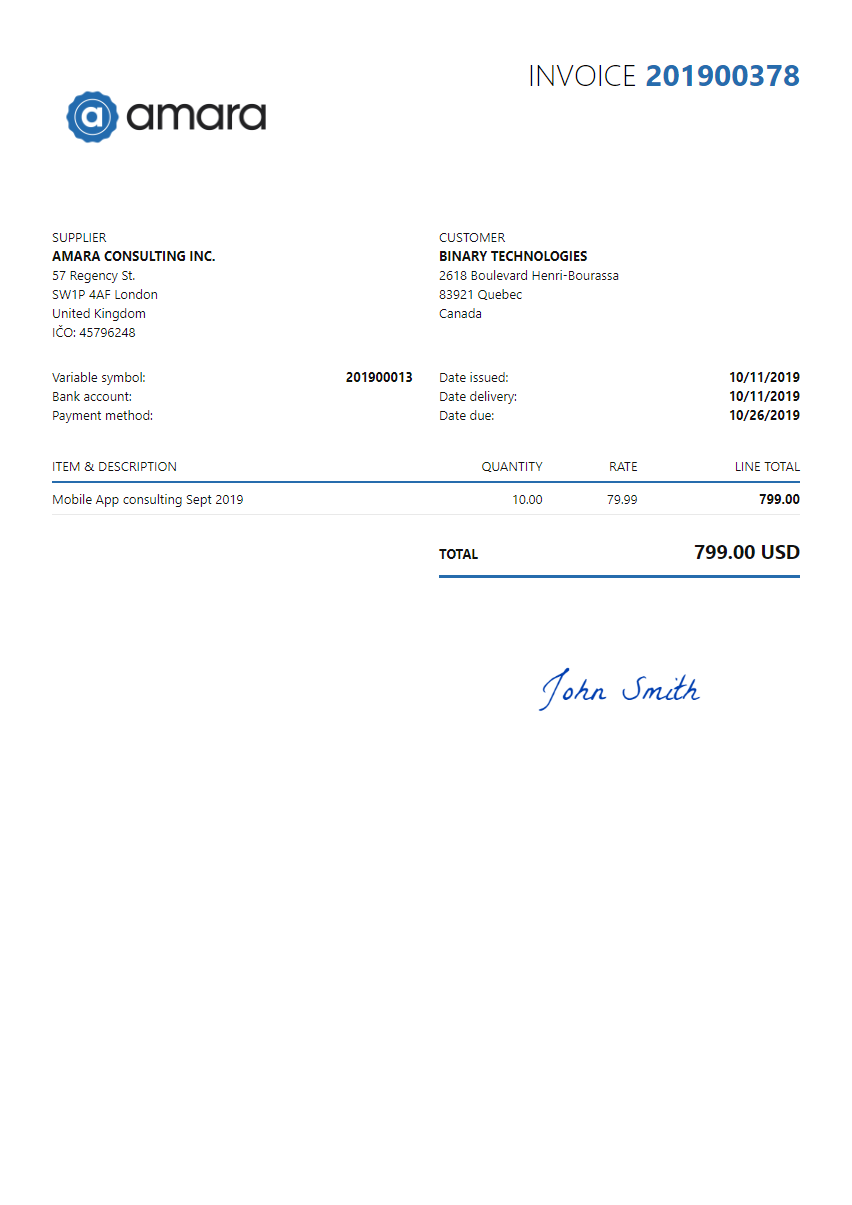 INVOICE 201900378
a amara
SUPPLIER
AMARA CONSULTING INC.
57 Regency St.
SW1P 4AF London
United Kingdom
IČO: 45796248
CUSTOMER
BINARY TECHNOLOGIES
2618 Boulevard Henri-Bourassa
83921 Quebec
Canada
Variable symbol: 201900013
Bank account:
Payment method:
Date issued: 10/11/2019
Date delivery: 10/11/2019
Date due: 10/26/2019
ITEM & DESCRIPTION QUANTITY RATE LINE TOTAL
Mobile App consulting Sept 2019 10.00 79.99 799.00
TOTAL 799.00 USD
John Smith